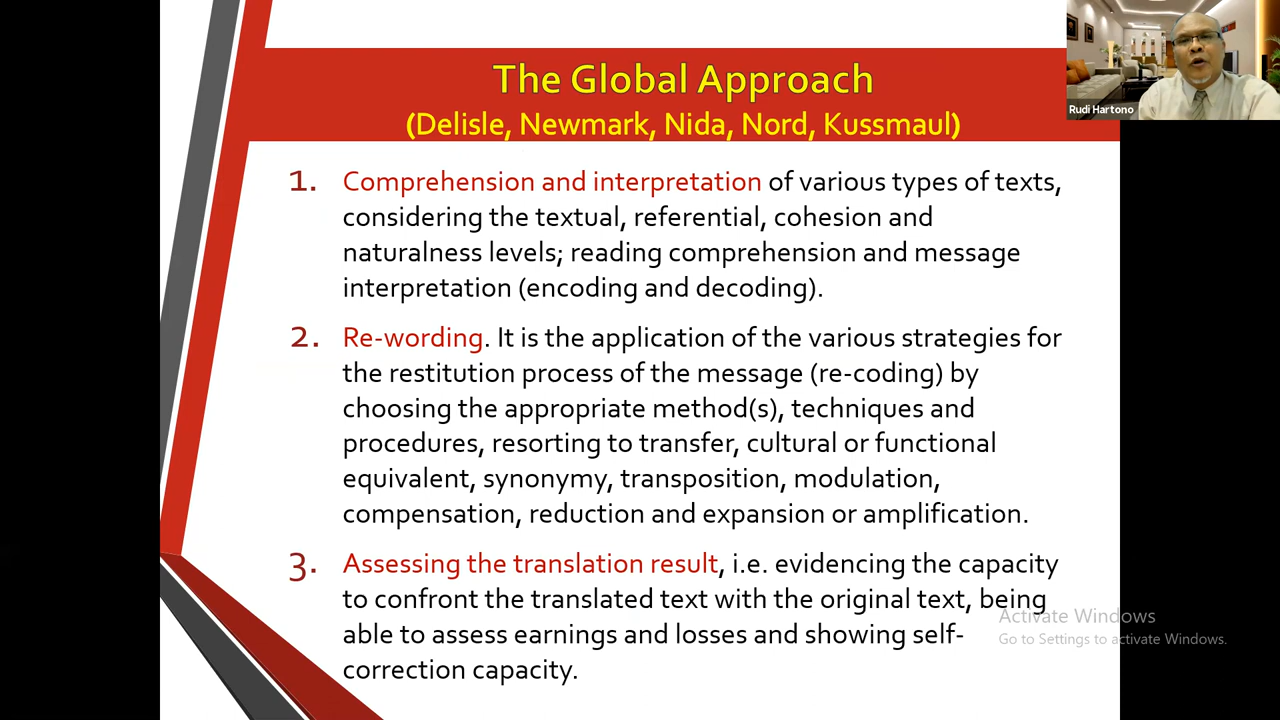 The Global Approach
(Delisle, Newmark, Nida, Nord, Kussmaul)
Rudi Hartono
1. Comprehension and interpretation of various types of texts,
considering the textual, referential, cohesion and
naturalness levels; reading comprehension and message
interpretation (encoding and decoding).
2. Re-wording. It is the application of the various strategies for
the restitution process of the message (re-coding) by
choosing the appropriate method(s), techniques and
procedures, resorting to transfer, cultural or functional
equivalent, synonymy, transposition, modulation,
compensation, reduction and expansion or amplification.
3. Assessing the translation result, i.e. evidencing the capacity
to confront the translated text with the original text, being
able to assess earnings and losses and showing self-
correction capacity.
Activate Windows
Go to Settings to activate Windows.